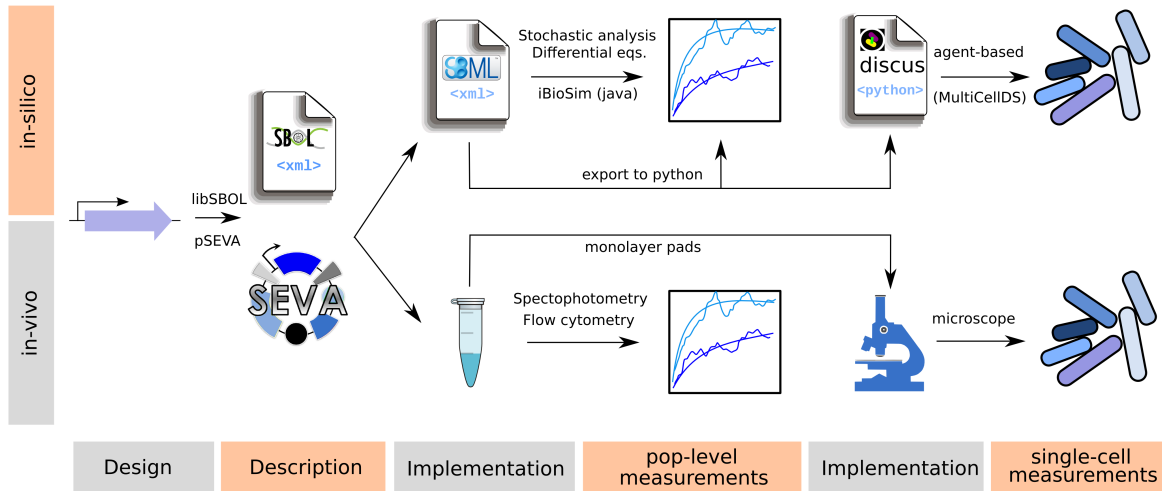 in-silico
in-vivo
libSBOL
pSEVA
SBOL
<xml>
SEVA
SBML
<xml>
Stochastic analysis
Differential eqs.
iBioSim (java)
export to python
discus
<python>
agent-based
(MultiCellDS)
monolayer pads
Spectophotometry
Flow cytometry
microscope
Design
Description
Implementation
pop-level
measurements
Implementation
single-cell
measurements